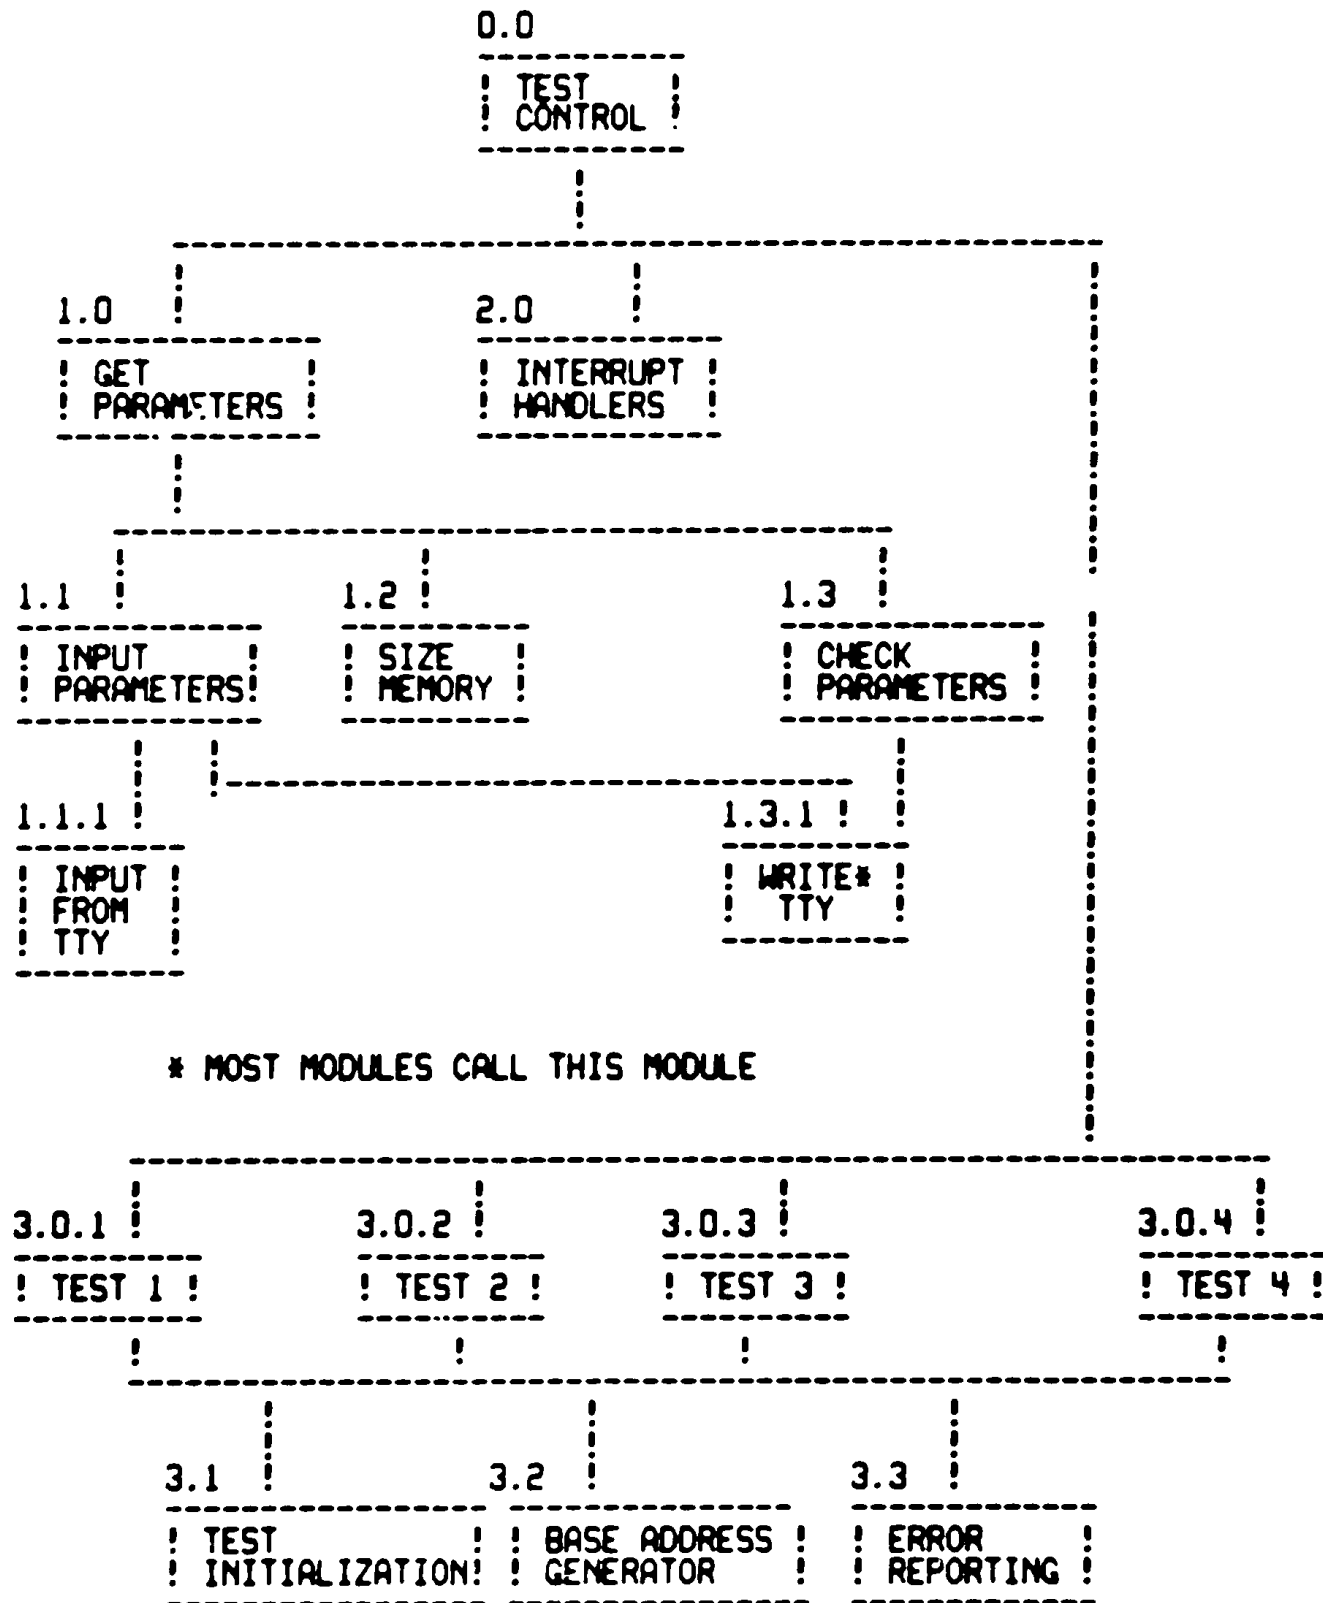 0.0
TEST
CONTROL
1.0
2.0
GET
PARAMETERS
INTERRUPT
HANDLERS
1.1
1.2
1.3
INPUT
PARAMETERS
SIZE
MEMORY
CHECK
PARAMETERS
1.1.1
1.3.1
INPUT
FROM
TTY
WRITE*
TTY
* MOST MODULES CALL THIS MODULE
3.0.1
3.0.2
3.0.3
3.0.4
TEST 1
TEST 2
TEST 3
TEST 4
3.1
3.2
3.3
TEST
INITIALIZATION
BASE ADDRESS
GENERATOR
ERROR
REPORTING